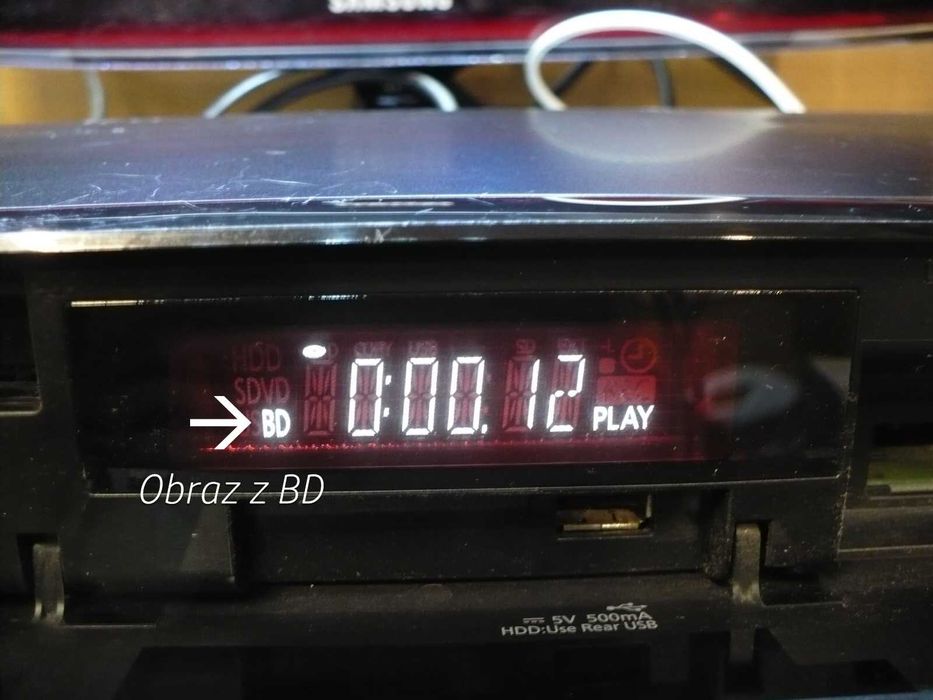 SAMSUNG
HDD
SDVD
BD 0:00.12 PLAY
Obraz z BD
5V 500mA
HDD:Use Rear USB